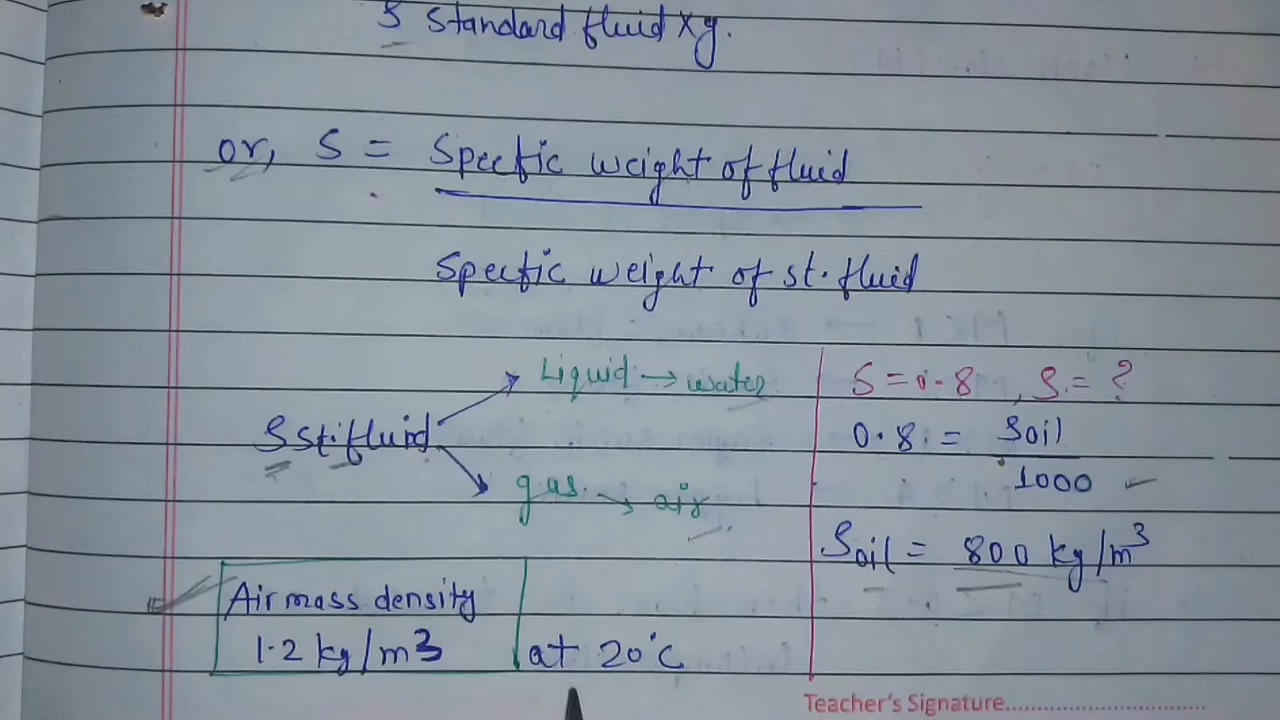 ρ standard fluid × g.
or, S = Specific weight of fluid
Specific weight of st. fluid
Liquid → water
ρ st. fluid
gas. → air
Air mass density
1.2 kg/m3 at 20°c
S = 0.8 , ρ = ?
0.8 = ρoil
1000
ρoil = 800 kg/m³
Teacher's Signature